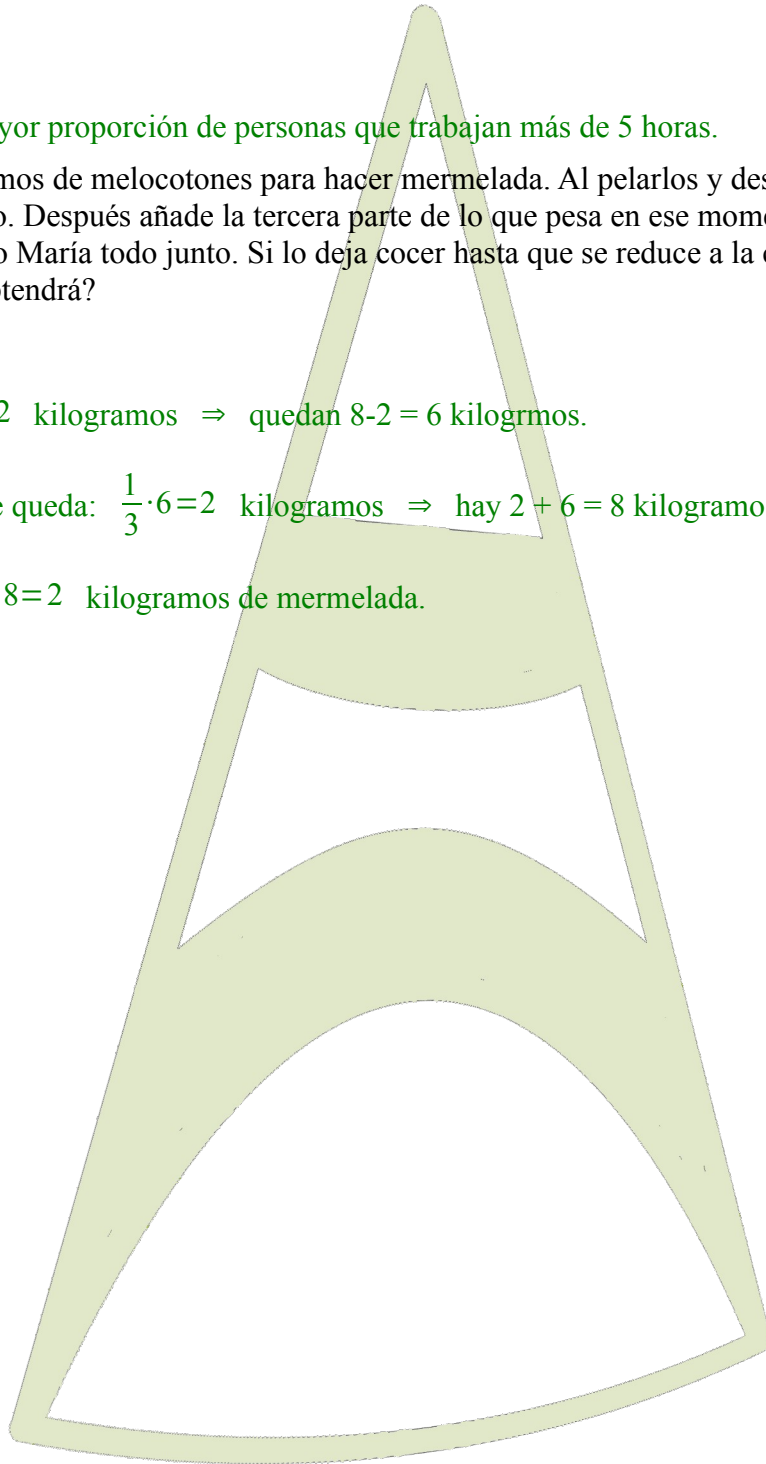 yor proporción de personas que trabajan más de 5 horas.
mos de melocotones para hacer mermelada. Al pelarlos y des
o. Después añade la tercera parte de lo que pesa en ese mome
o María todo junto. Si lo deja cocer hasta que se reduce a la c
otendrá?
2 kilogramos ⇒ quedan 8-2 = 6 kilogrmos.
e queda: 1/3·6=2 kilogramos ⇒ hay 2 + 6 = 8 kilogramo
8=2 kilogramos de mermelada.